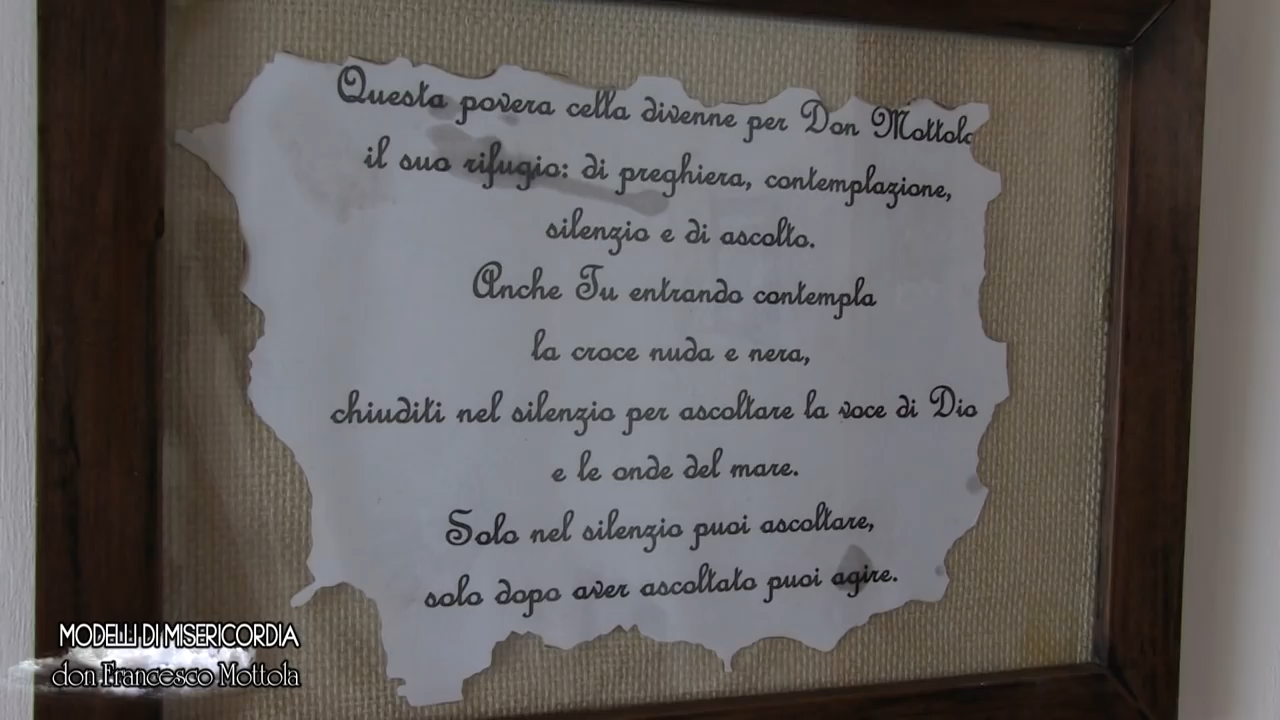 Questa povera cella divenne per Don Mottola
il suo rifugio: di preghiera, contemplazione,
silenzio e di ascolto.
Anche Tu entrando contempla
la croce nuda e nera,
chiuditi nel silenzio per ascoltare la voce di Dio
e le onde del mare.
Solo nel silenzio puoi ascoltare,
solo dopo aver ascoltato puoi agire.
MODELLI DI MISERICORDIA
don Francesco Mottola